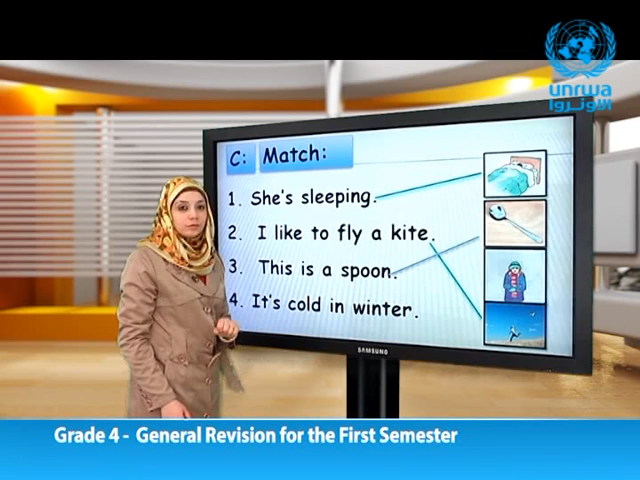 unrwa
الأونروا
C: Match:
1. She's sleeping.
2. I like to fly a kite.
3. This is a spoon.
4. It's cold in winter.
SAMSUNG
Grade 4 - General Revision for the First Semester